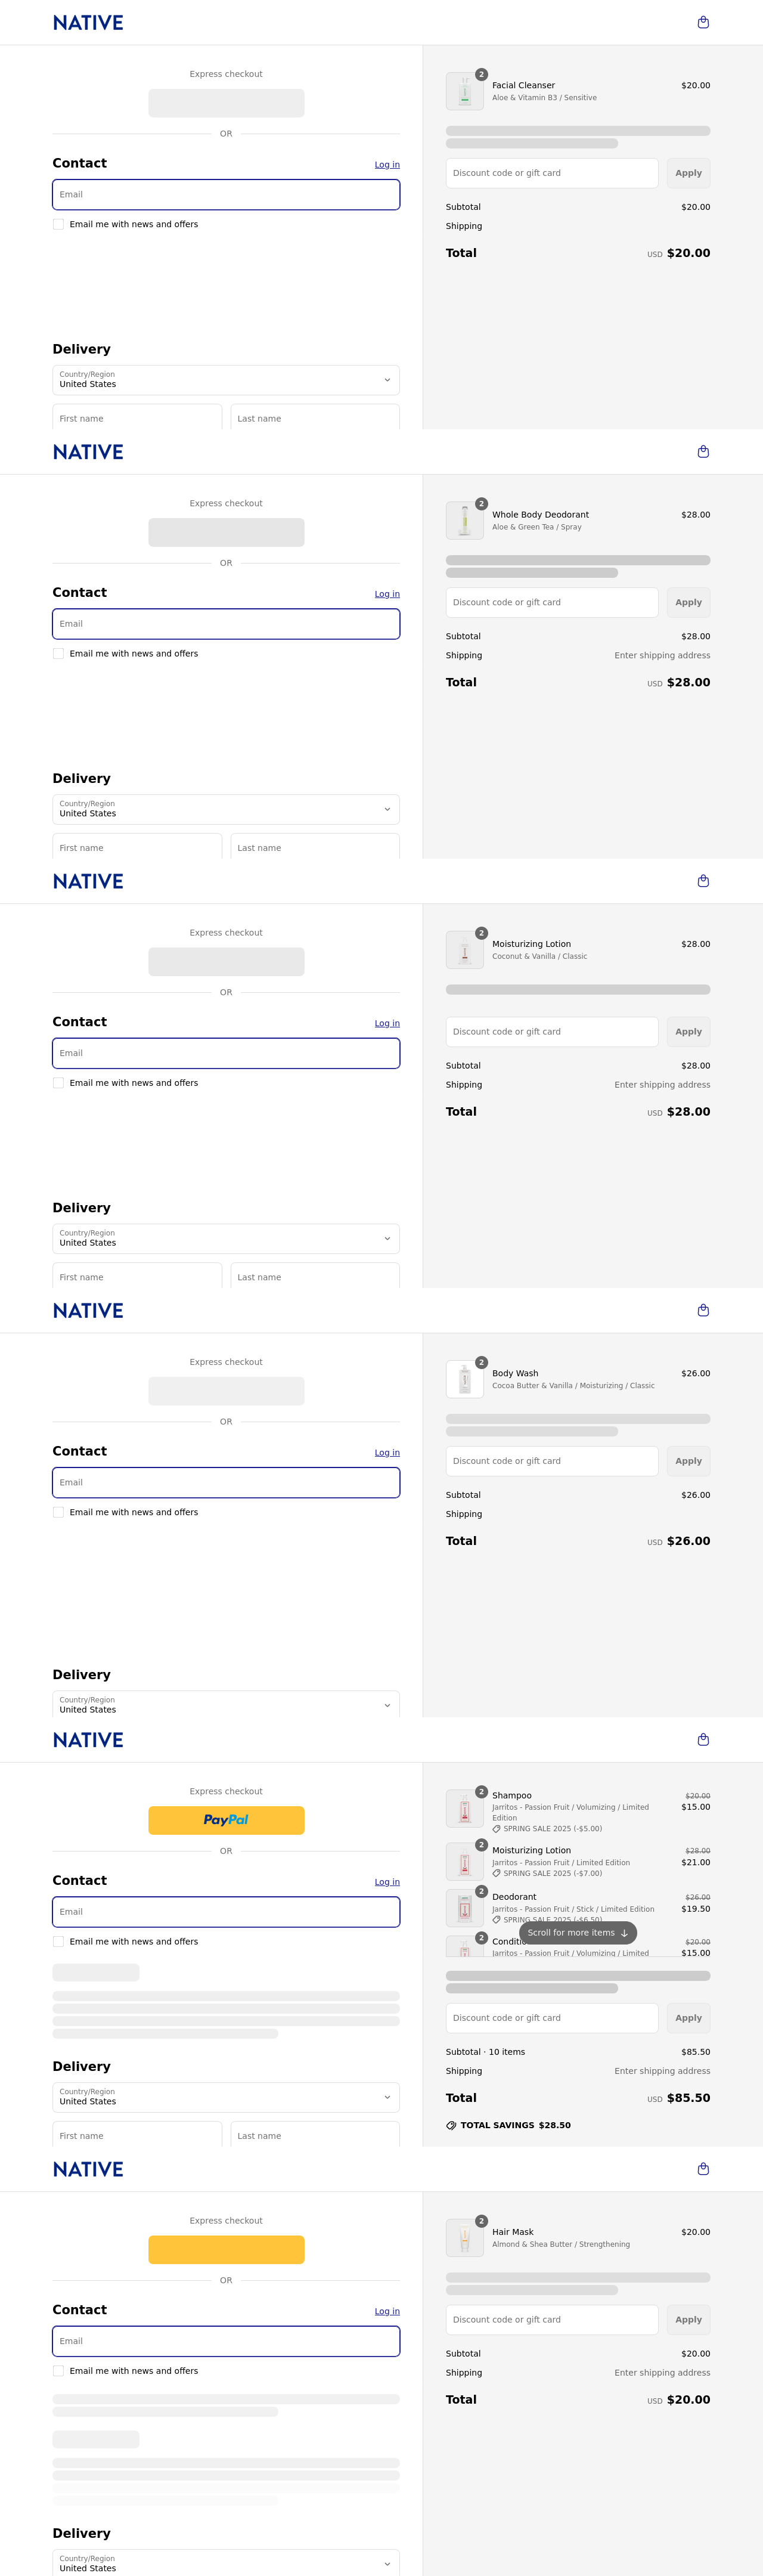 NATIVE
Express checkout
OR
Contact
Log in
Email
Email me with news and offers
Delivery
Country/Region
United States
First name
Last name
2
Facial Cleanser
$20.00
Aloe & Vitamin B3 / Sensitive
Discount code or gift card
Apply
Subtotal
$20.00
Shipping
Total
USD $20.00
NATIVE
Express checkout
OR
Contact
Log in
Email
Email me with news and offers
Delivery
Country/Region
United States
First name
Last name
2
Whole Body Deodorant
$28.00
Aloe & Green Tea / Spray
Discount code or gift card
Apply
Subtotal
$28.00
Shipping
Enter shipping address
Total
USD $28.00
NATIVE
Express checkout
OR
Contact
Log in
Email
Email me with news and offers
Delivery
Country/Region
United States
First name
Last name
2
Moisturizing Lotion
$28.00
Coconut & Vanilla / Classic
Discount code or gift card
Apply
Subtotal
$28.00
Shipping
Enter shipping address
Total
USD $28.00
NATIVE
Express checkout
OR
Contact
Log in
Email
Email me with news and offers
Delivery
Country/Region
United States
2
Body Wash
$26.00
Cocoa Butter & Vanilla / Moisturizing / Classic
Discount code or gift card
Apply
Subtotal
$26.00
Shipping
Total
USD $26.00
NATIVE
Express checkout
PayPal
OR
Contact
Log in
Email
Email me with news and offers
Delivery
Country/Region
United States
First name
Last name
2
Shampoo
$20.00
Jarritos - Passion Fruit / Volumizing / Limited
$15.00
Edition
SPRING SALE 2025 (-$5.00)
2
Moisturizing Lotion
$28.00
Jarritos - Passion Fruit / Limited Edition
$21.00
SPRING SALE 2025 (-$7.00)
2
Deodorant
$26.00
Jarritos - Passion Fruit / Stick / Limited Edition
$19.50
SPRING SALE 2025 (-$6.50)
Scroll for more items
2
$20.00
Jarritos - Passion Fruit / Volumizing / Limited
$15.00
Discount code or gift card
Apply
Subtotal · 10 items
$85.50
Shipping
Enter shipping address
Total
USD $85.50
TOTAL SAVINGS $28.50
NATIVE
Express checkout
OR
Contact
Log in
Email
Email me with news and offers
Delivery
Country/Region
United States
2
Hair Mask
$20.00
Almond & Shea Butter / Strengthening
Discount code or gift card
Apply
Subtotal
$20.00
Shipping
Enter shipping address
Total
USD $20.00